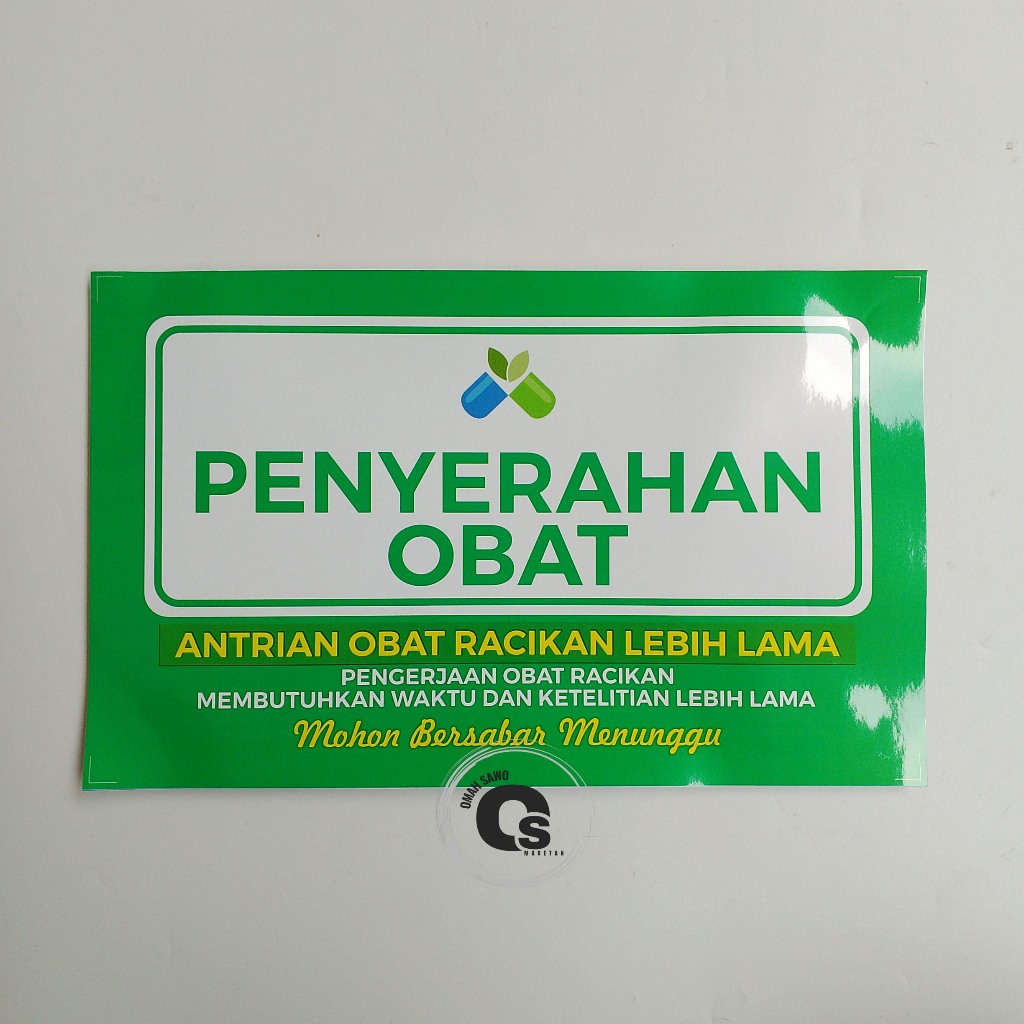 PENYERAHAN
OBAT
ANTRIAN OBAT RACIKAN LEBIH LAMA
PENGERJAAN OBAT RACIKAN
MEMBUTUHKAN WAKTU DAN KETELITIAN LEBIH LAMA
Mohon Bersabar Menunggu
OMAH SAWO
Os
MAGETAN